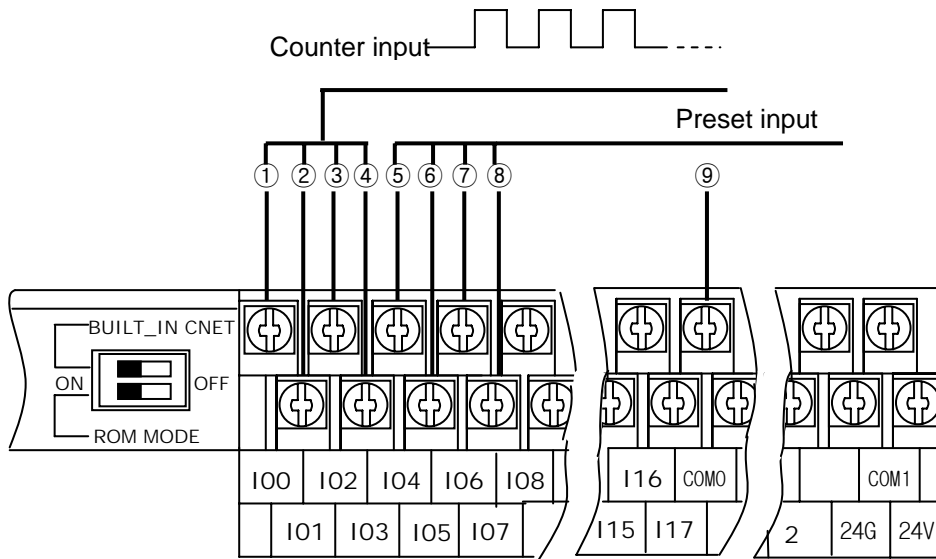 Counter input
Preset input
① ② ③ ④ ⑤ ⑥ ⑦ ⑧ ⑨
BUILT_IN CNET
ON OFF
ROM MODE
I00 I02 I04 I06 I08 I16 COM0 COM1
I01 I03 I05 I07 I15 I17 2 24G 24V